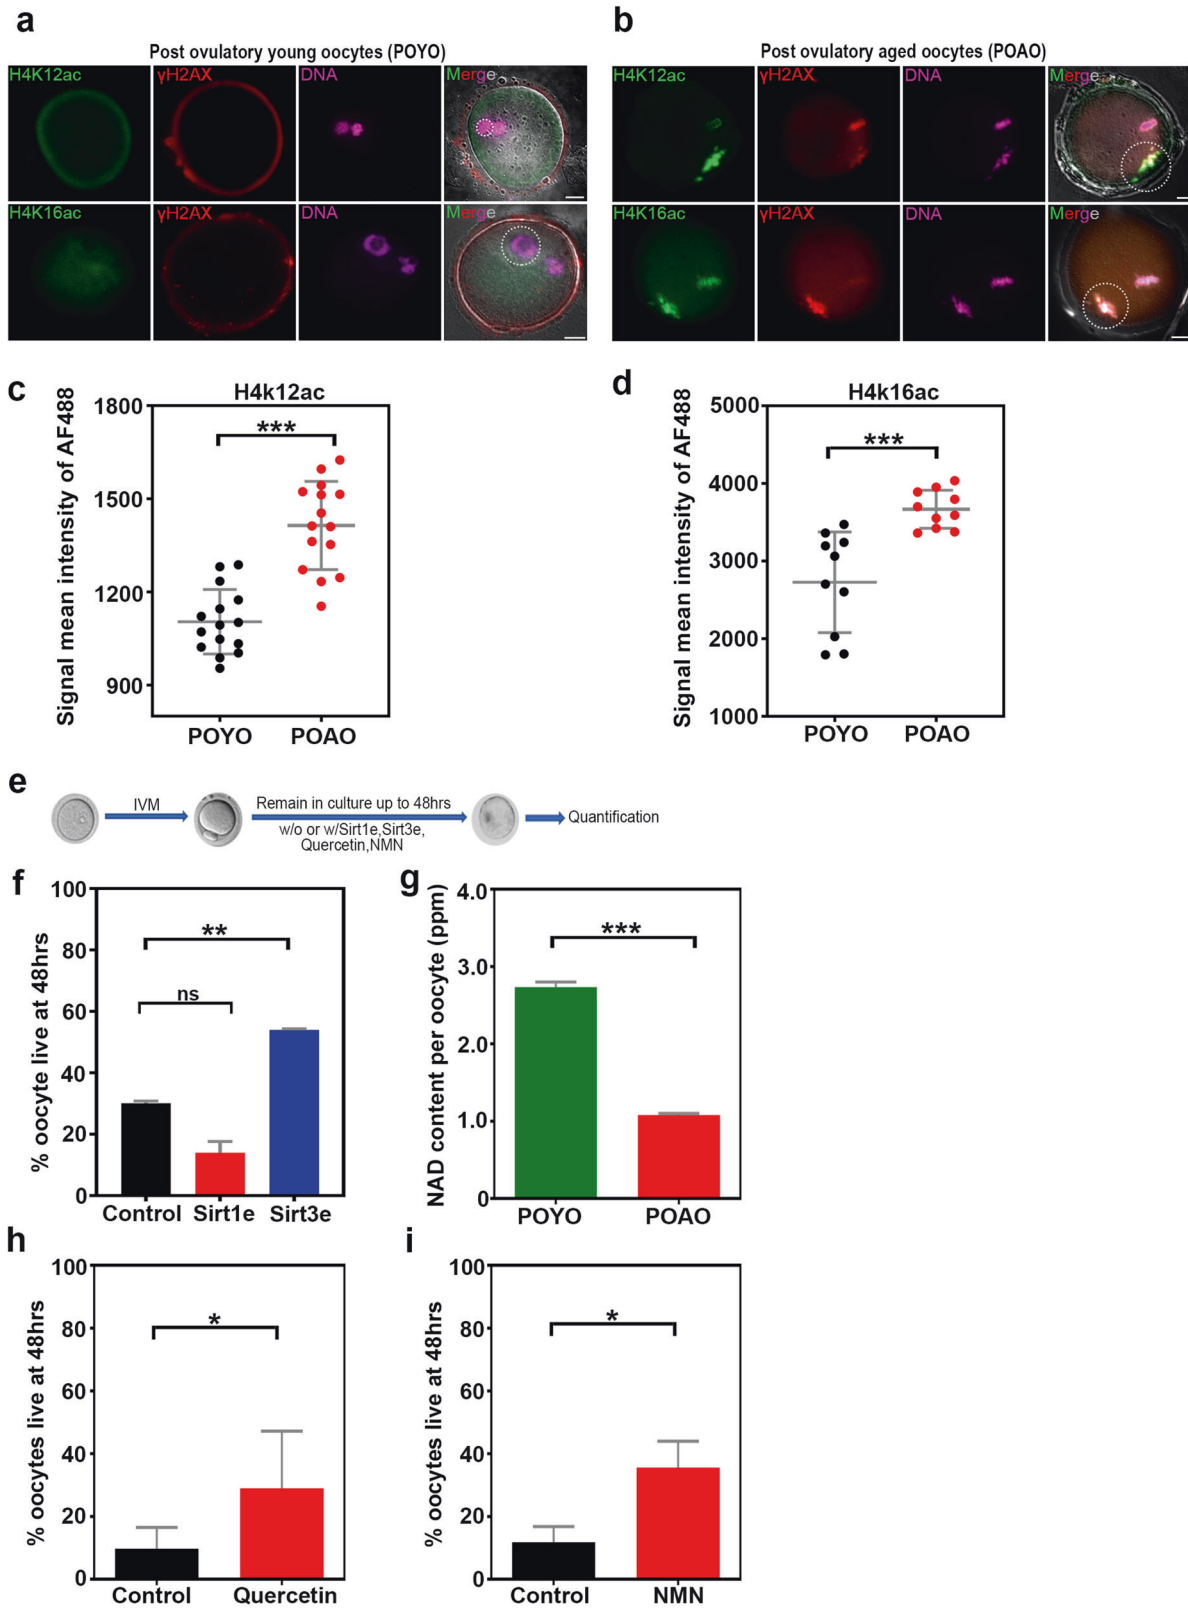 a
Post ovulatory young oocytes (POYO)
H4K12ac γH2AX DNA Merge
H4K16ac γH2AX DNA Merge
b
Post ovulatory aged oocytes (POAO)
H4K12ac γH2AX DNA Merge
H4K16ac γH2AX DNA Merge
c
H4k12ac
Signal mean intensity of AF488
1800
1500
1200
900
***
POYO POAO
d
H4k16ac
Signal mean intensity of AF488
5000
4000
3000
2000
1000
***
POYO POAO
e
IVM
Remain in culture up to 48hrs
w/o or w/Sirt1e,Sirt3e,
Quercetin,NMN
Quantification
f
% oocyte live at 48hrs
100
80
60
40
20
0
**
ns
Control Sirt1e Sirt3e
g
NAD content per oocyte (ppm)
4.0
3.0
2.0
1.0
0
***
POYO POAO
h
% oocytes live at 48hrs
100
80
60
40
20
0
*
Control Quercetin
i
% oocytes live at 48hrs
100
80
60
40
20
0
*
Control NMN